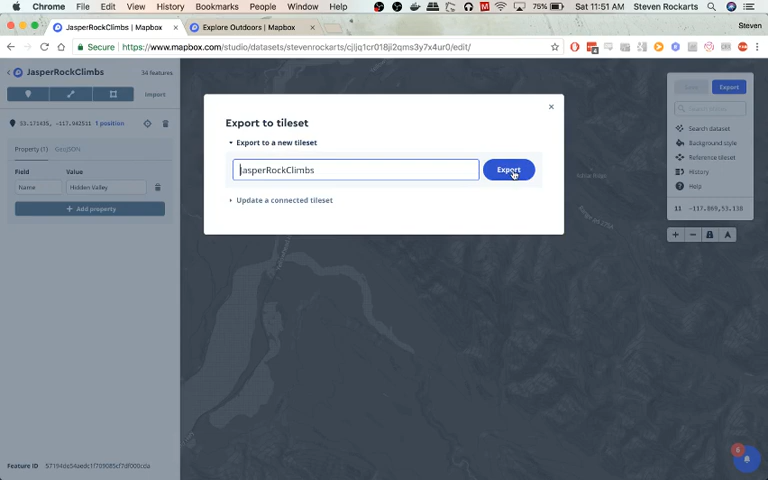 Chrome File Edit View History Bookmarks People Window Help 75% Sat 11:51 AM Steven Rockarts
JasperRockClimbs | Mapbox × Explore Outdoors | Mapbox × Steven
Secure https://www.mapbox.com/studio/datasets/stevenrockarts/cjljq1cr018ji2qms3y7x4ur0/edit/
JasperRockClimbs 34 features
Import
53.171435, -117.942511 1 position
Property (1) GeoJSON
Field Value
Name Hidden Valley
+ Add property
Feature ID
Export to tileset ×
Export to a new tileset
JasperRockClimbs Export
Update a connected tileset
Export
Search dataset
Background style
Reference tileset
History
Help
11 -117.869,53.138
+ −
6